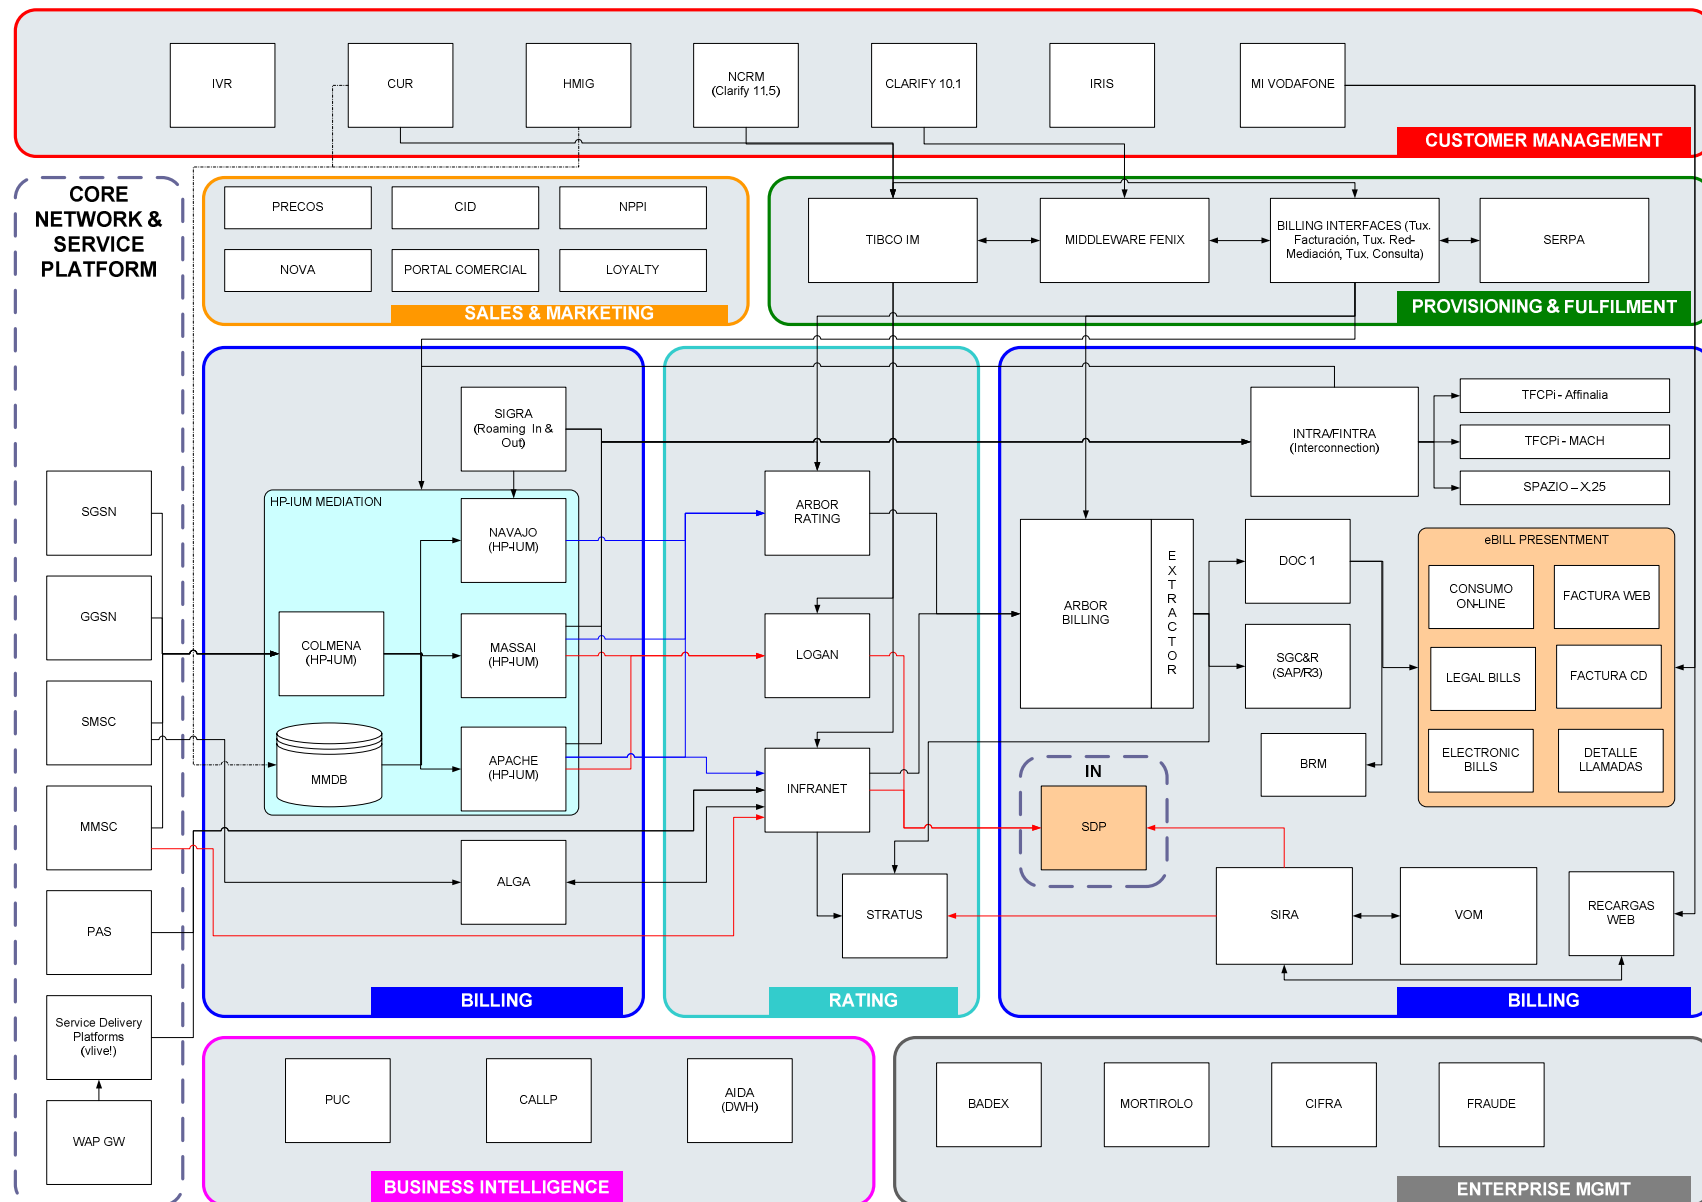 IVR
CUR
HMIG
NCRM
(Clarify 11.5)
CLARIFY 10.1
IRIS
MI VODAFONE
CUSTOMER MANAGEMENT
CORE
NETWORK &
SERVICE
PLATFORM
PRECOS
CID
NPPI
NOVA
PORTAL COMERCIAL
LOYALTY
SALES & MARKETING
TIBCO IM
MIDDLEWARE FENIX
BILLING INTERFACES (Tux.
Facturación, Tux. Red-
Mediación, Tux. Consulta)
SERPA
PROVISIONING & FULFILMENT
SGSN
GGSN
SMSC
MMSC
PAS
Service Delivery
Platforms
(vlive!)
WAP GW
SIGRA
(Roaming In &
Out)
HP-IUM MEDIATION
NAVAJO
(HP-IUM)
COLMENA
(HP-IUM)
MASSAI
(HP-IUM)
MMDB
APACHE
(HP-IUM)
ALGA
BILLING
ARBOR
RATING
LOGAN
INFRANET
STRATUS
RATING
INTRA/FINTRA
(Interconnection)
TFCPi - Affinalia
TFCPi - MACH
SPAZIO – X.25
ARBOR
BILLING
E
X
T
R
A
C
T
O
R
DOC 1
SGC&R
(SAP/R3)
BRM
eBILL PRESENTMENT
CONSUMO
ON-LINE
FACTURA WEB
LEGAL BILLS
FACTURA CD
ELECTRONIC
BILLS
DETALLE
LLAMADAS
IN
SDP
SIRA
VOM
RECARGAS
WEB
BILLING
PUC
CALLP
AIDA
(DWH)
BUSINESS INTELLIGENCE
BADEX
MORTIROLO
CIFRA
FRAUDE
ENTERPRISE MGMT